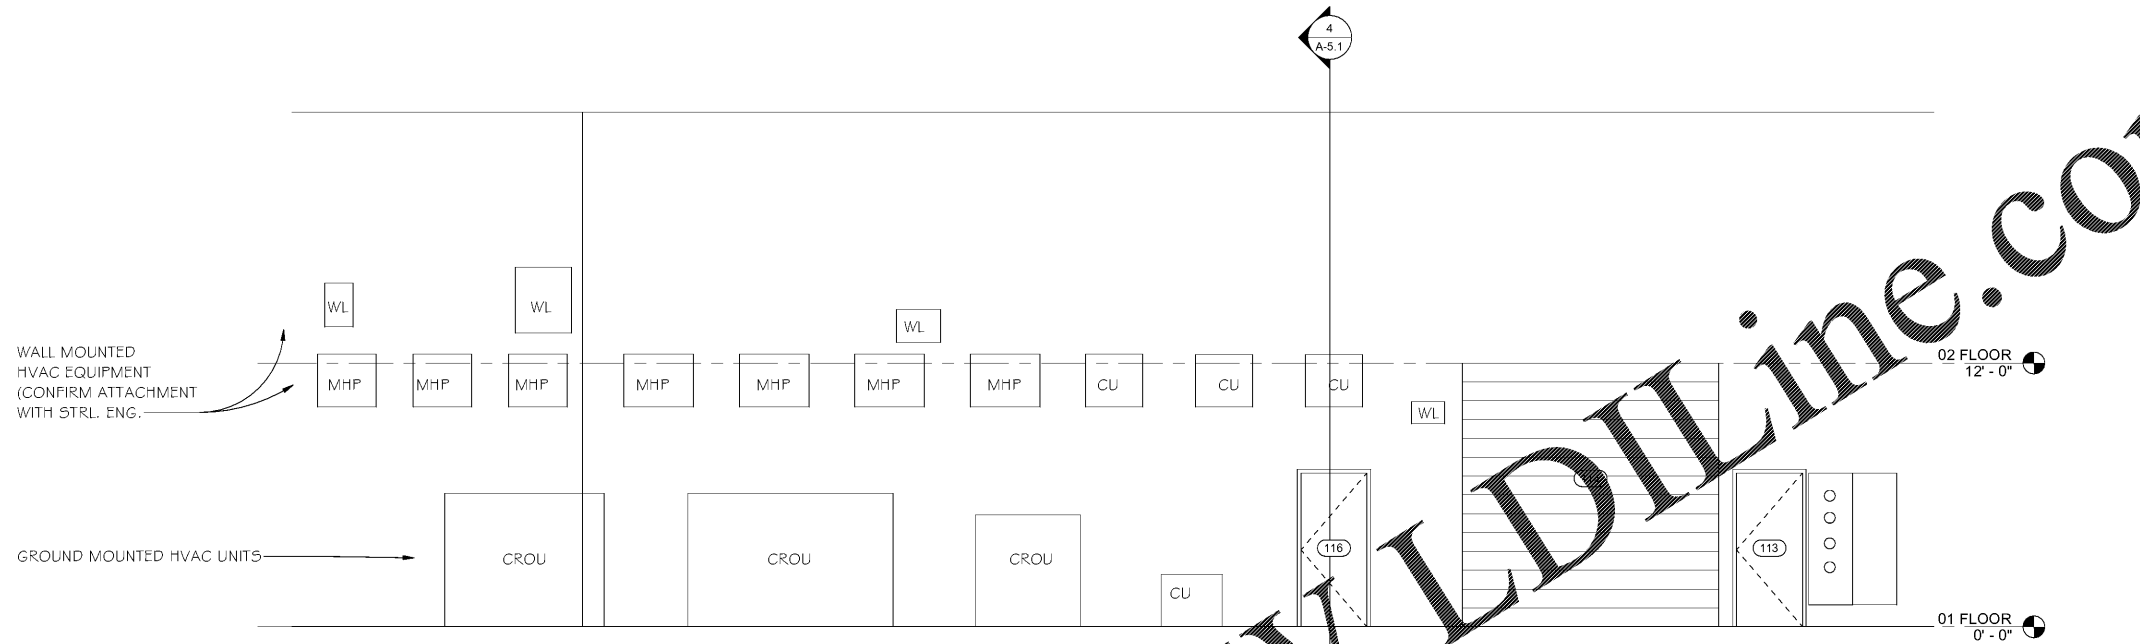 4
A-5.1
WL
WL
WL
WALL MOUNTED
HVAC EQUIPMENT
(CONFIRM ATTACHMENT
WITH STRL. ENG.
MHP MHP MHP MHP MHP MHP MHP CU CU CU
02 FLOOR
12' - 0"
WL
GROUND MOUNTED HVAC UNITS
CROU CROU CROU
CU
116
113
01 FLOOR
0' - 0"